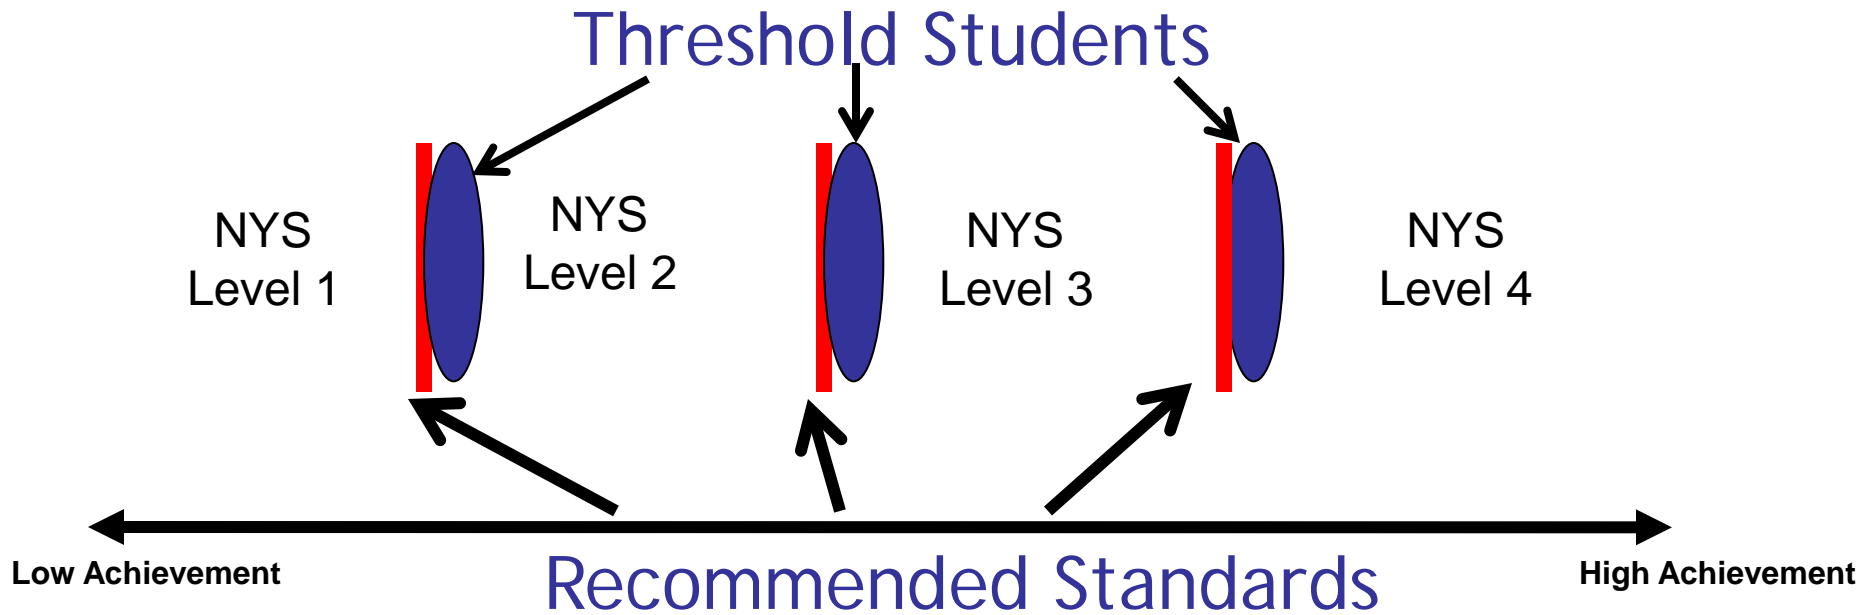 Threshold Students
NYS
Level 1
NYS
Level 2
NYS
Level 3
NYS
Level 4
Low Achievement
Recommended Standards
High Achievement